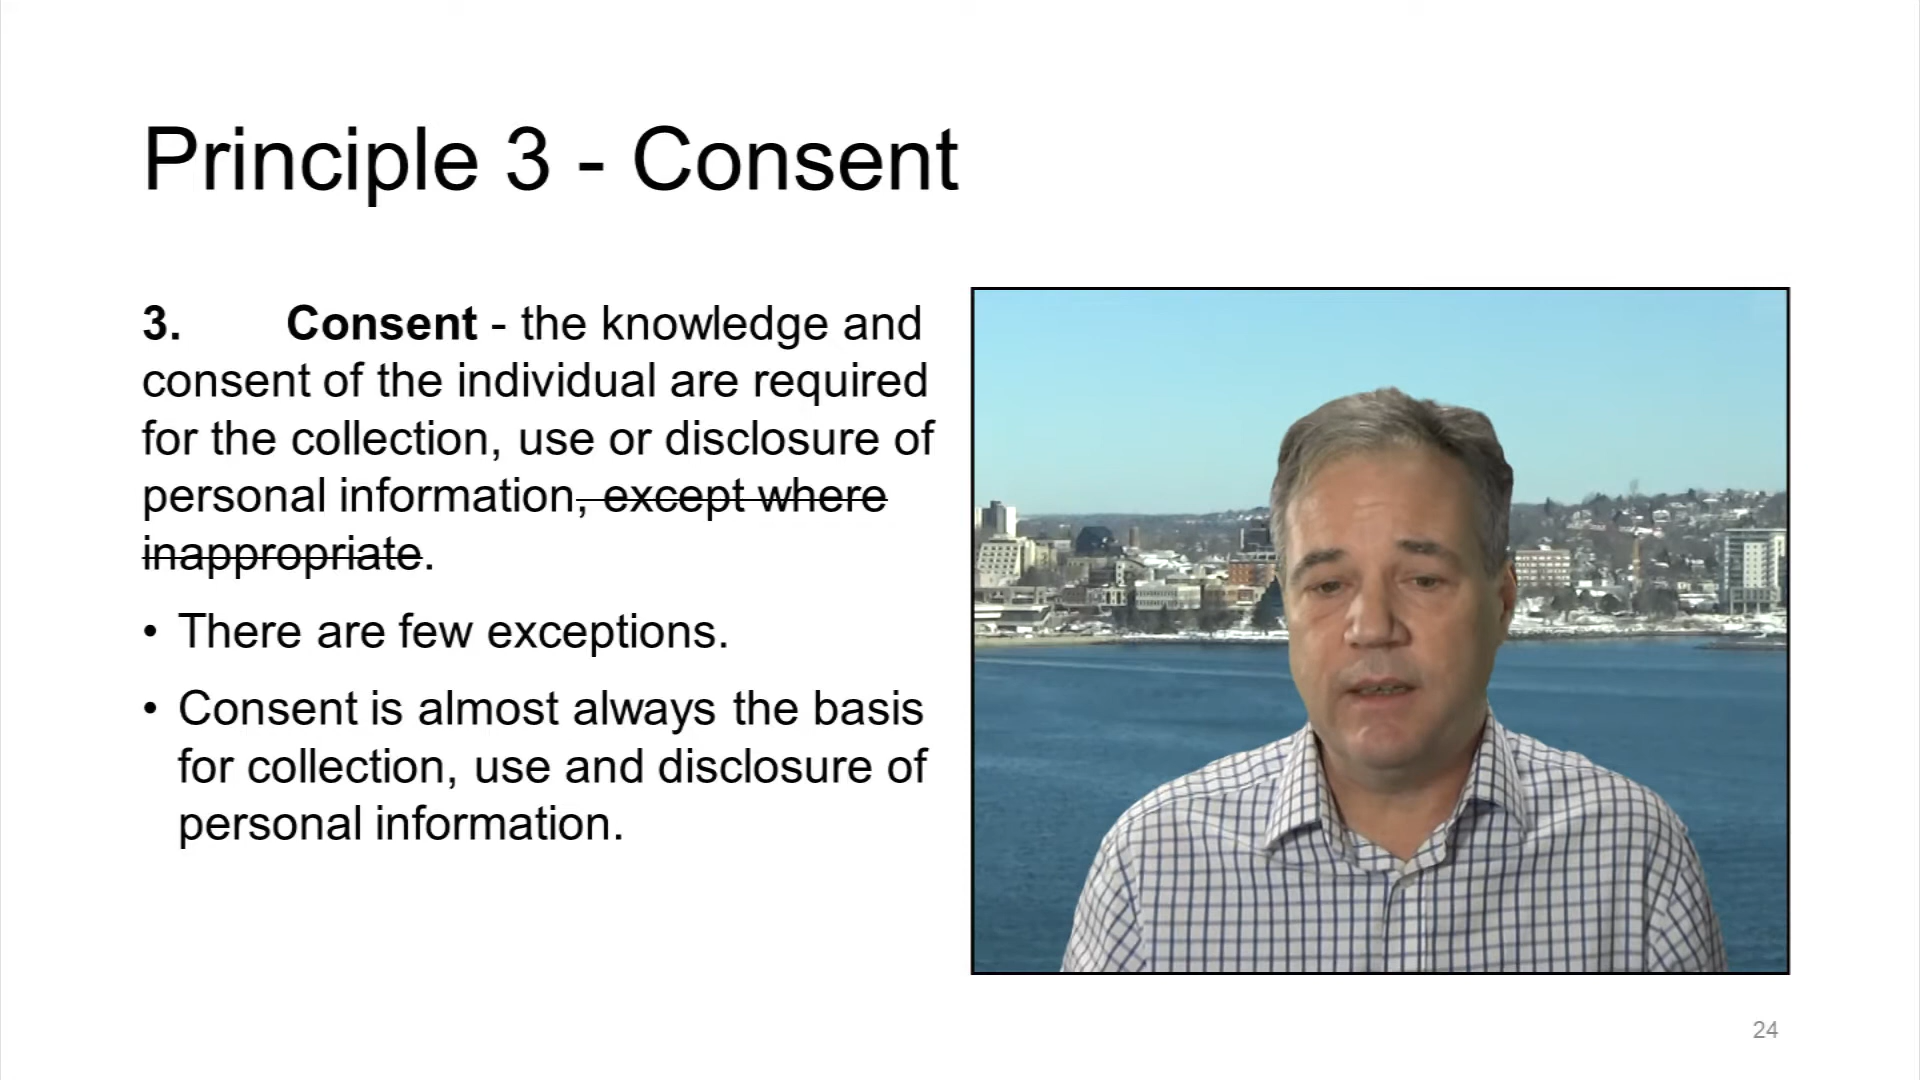 Principle 3 - Consent
3. Consent - the knowledge and
consent of the individual are required
for the collection, use or disclosure of
personal information, except where
inappropriate.
• There are few exceptions.
• Consent is almost always the basis
for collection, use and disclosure of
personal information.
24